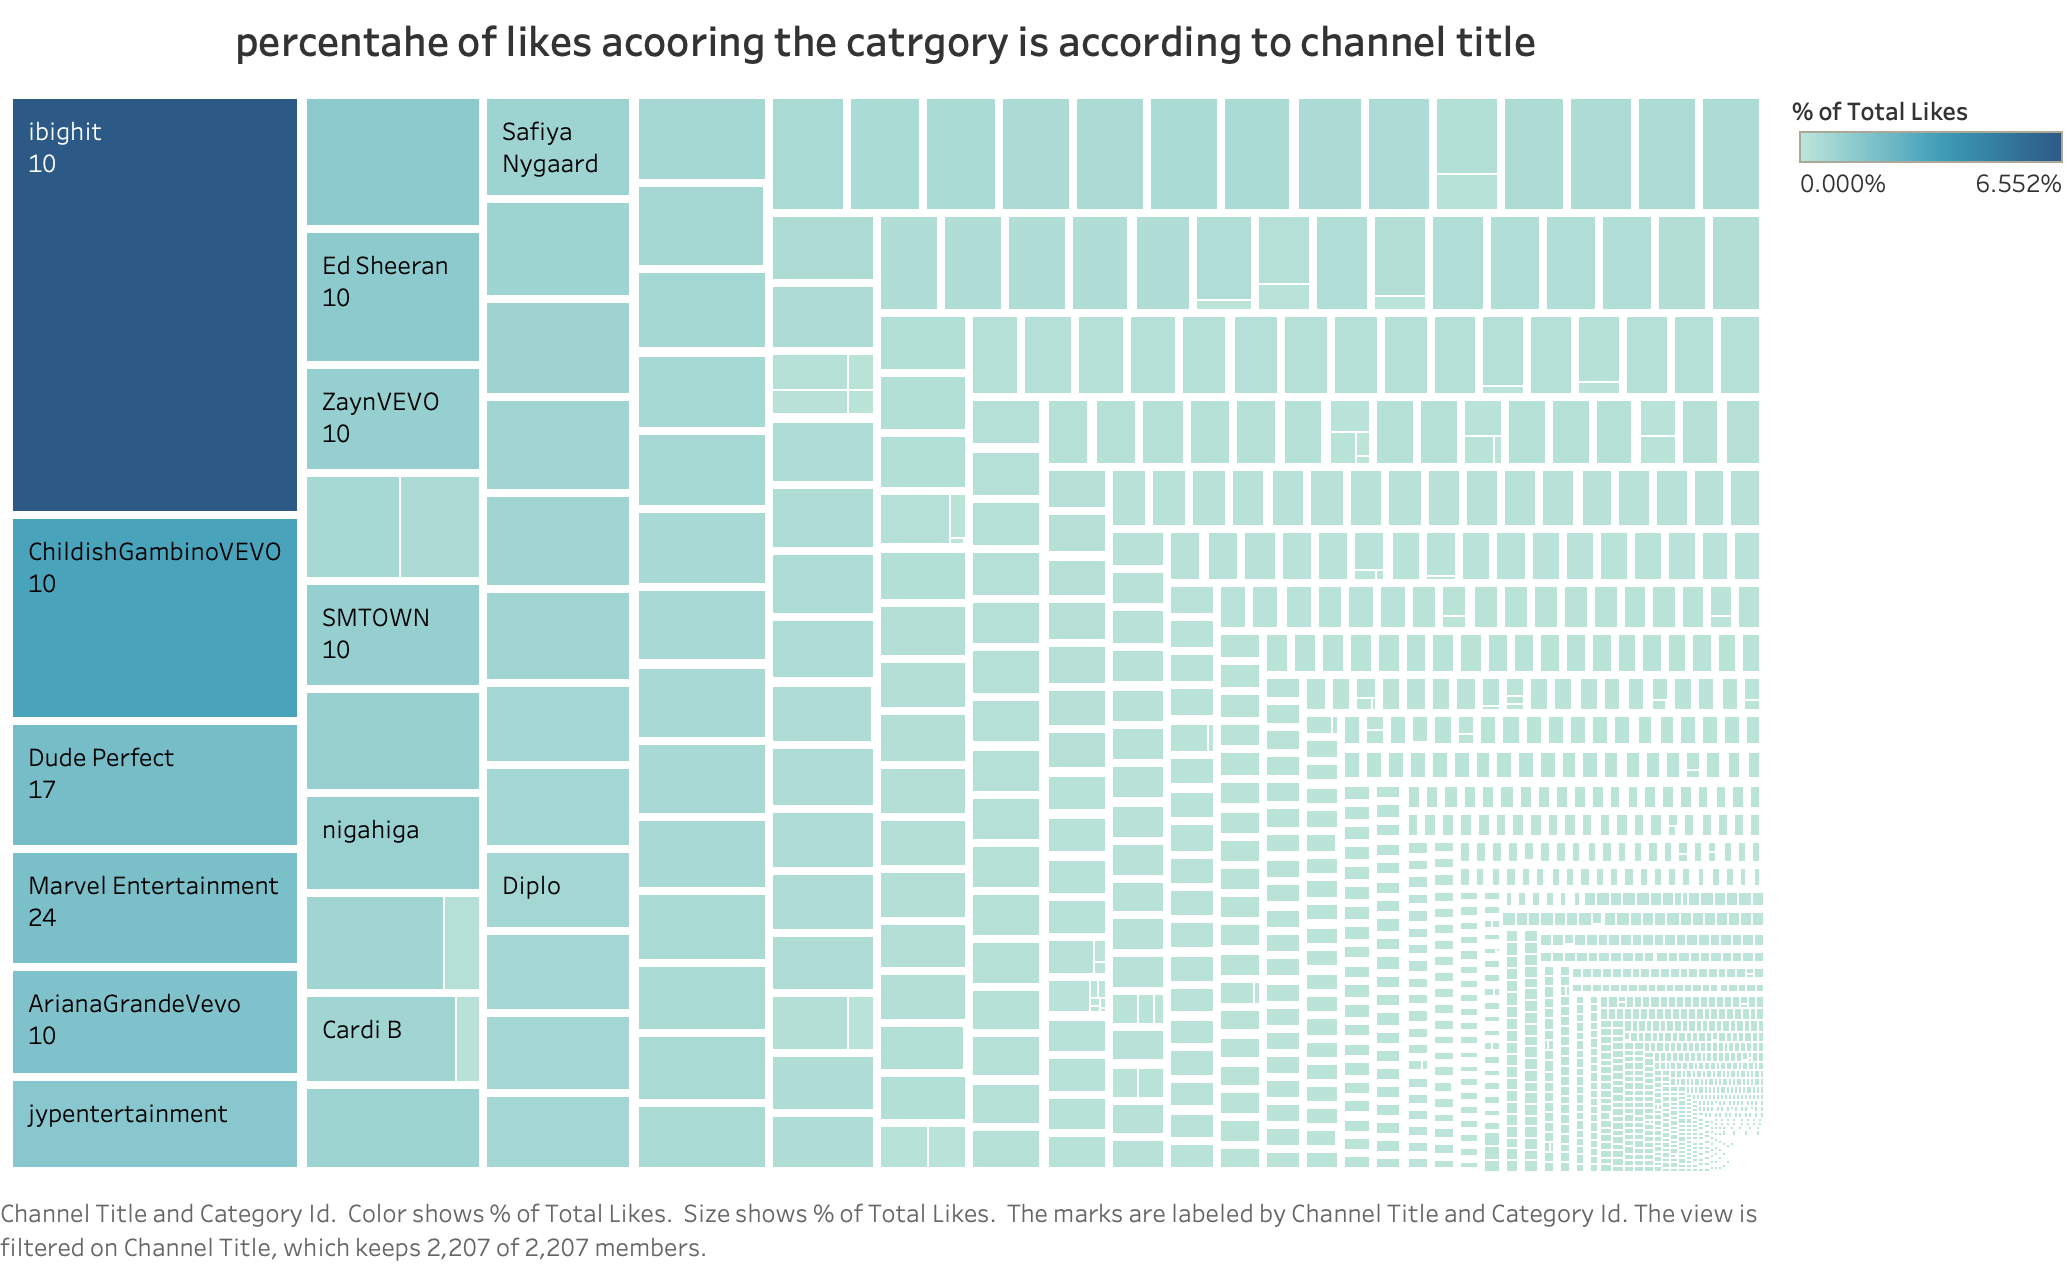 percentahe of likes acooring the catrgory is according to channel title
ibighit
10
ChildishGambinoVEVO
10
Dude Perfect
17
Marvel Entertainment
24
ArianaGrandeVevo
10
jypentertainment
Ed Sheeran
10
ZaynVEVO
10
SMTOWN
10
nigahiga
Cardi B
Safiya
Nygaard
Diplo
% of Total Likes
0.000% 6.552%
Channel Title and Category Id.  Color shows % of Total Likes.  Size shows % of Total Likes.  The marks are labeled by Channel Title and Category Id. The view is
filtered on Channel Title, which keeps 2,207 of 2,207 members.